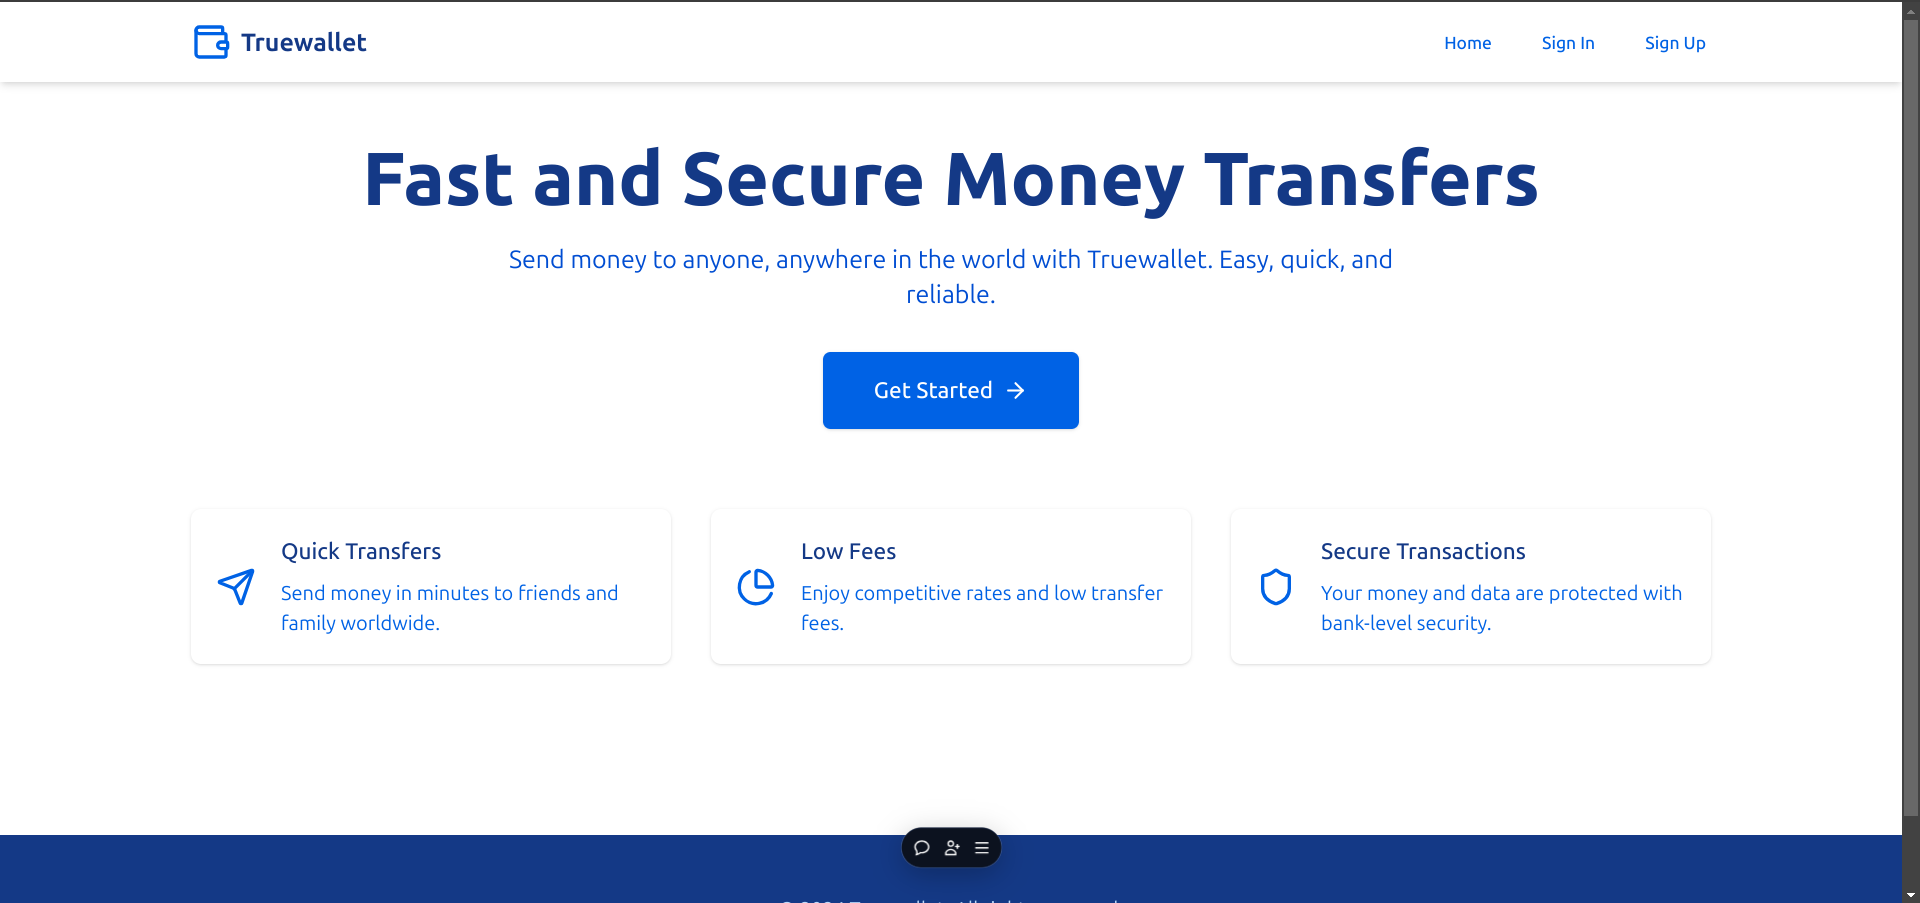 Truewallet
Home
Sign In
Sign Up
Fast and Secure Money Transfers
Send money to anyone, anywhere in the world with Truewallet. Easy, quick, and
reliable.
Get Started
Quick Transfers
Send money in minutes to friends and
family worldwide.
Low Fees
Enjoy competitive rates and low transfer
fees.
Secure Transactions
Your money and data are protected with
bank-level security.